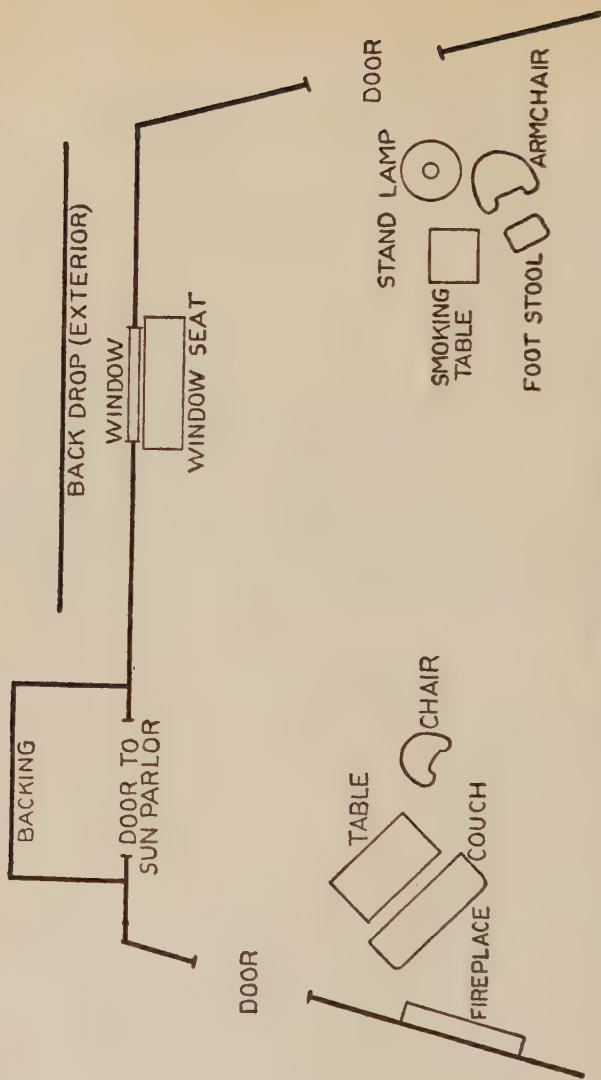 BACKING
BACK DROP (EXTERIOR)
DOOR TO
SUN PARLOR
WINDOW
WINDOW SEAT
DOOR
DOOR
TABLE
CHAIR
COUCH
FIREPLACE
STAND LAMP
SMOKING
TABLE
FOOT STOOL
ARMCHAIR